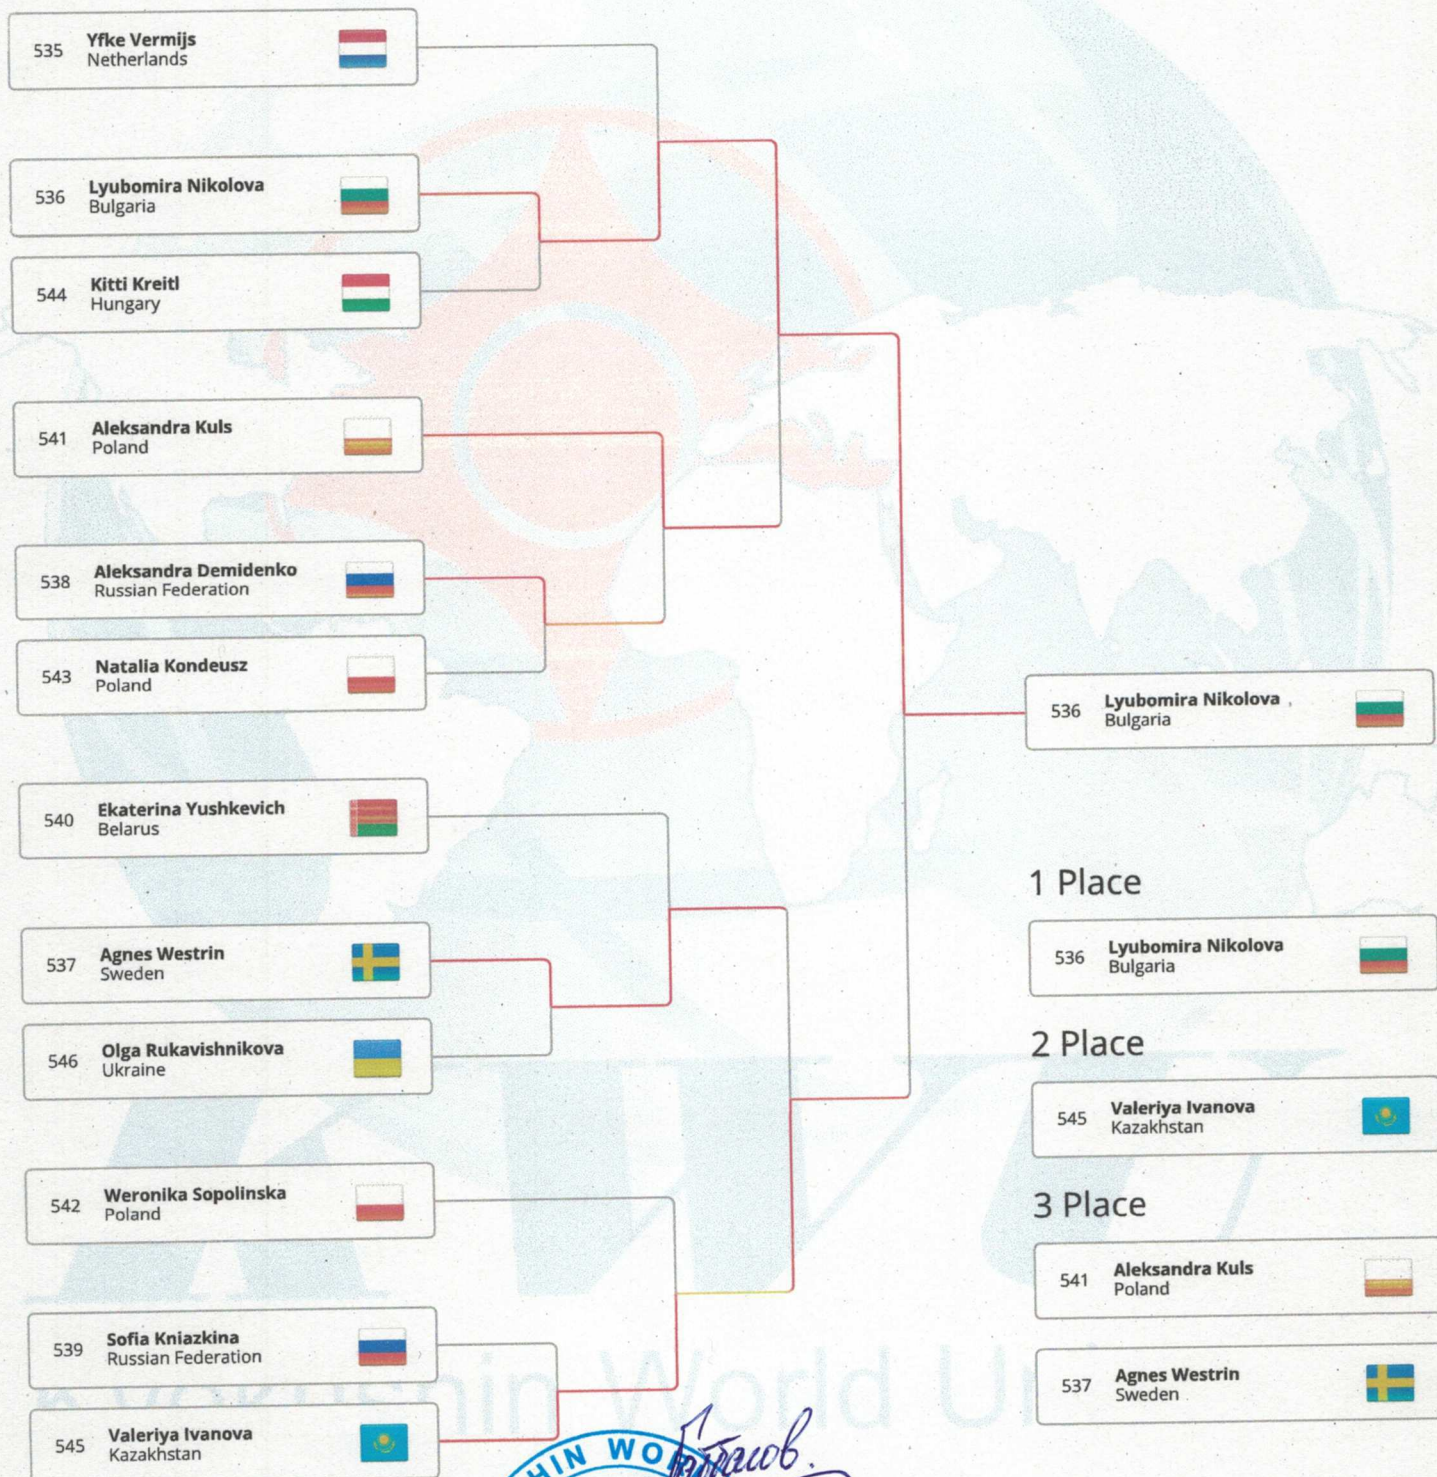 535
Yfke Vermijs
Netherlands
536
Lyubomira Nikolova
Bulgaria
544
Kitti Kreitl
Hungary
541
Aleksandra Kuls
Poland
538
Aleksandra Demidenko
Russian Federation
543
Natalia Kondeusz
Poland
536
Lyubomira Nikolova
Bulgaria
540
Ekaterina Yushkevich
Belarus
1 Place
536
Lyubomira Nikolova
Bulgaria
537
Agnes Westrin
Sweden
546
Olga Rukavishnikova
Ukraine
2 Place
545
Valeriya Ivanova
Kazakhstan
542
Weronika Sopolinska
Poland
3 Place
541
Aleksandra Kuls
Poland
539
Sofia Kniazkina
Russian Federation
537
Agnes Westrin
Sweden
545
Valeriya Ivanova
Kazakhstan
KWU
World